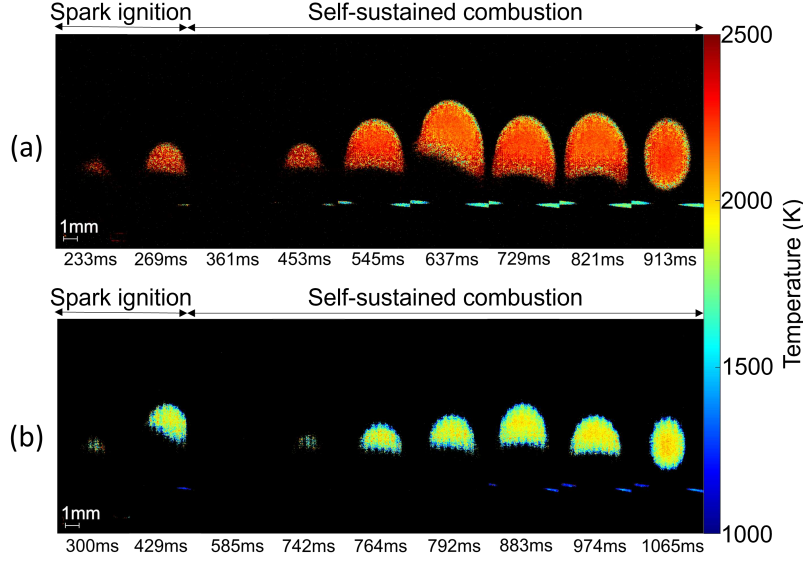 Spark ignition Self-sustained combustion
(a)
1mm
233ms 269ms 361ms 453ms 545ms 637ms 729ms 821ms 913ms
Spark ignition Self-sustained combustion
(b)
1mm
300ms 429ms 585ms 742ms 764ms 792ms 883ms 974ms 1065ms
2500
2000
1500
1000
Temperature (K)